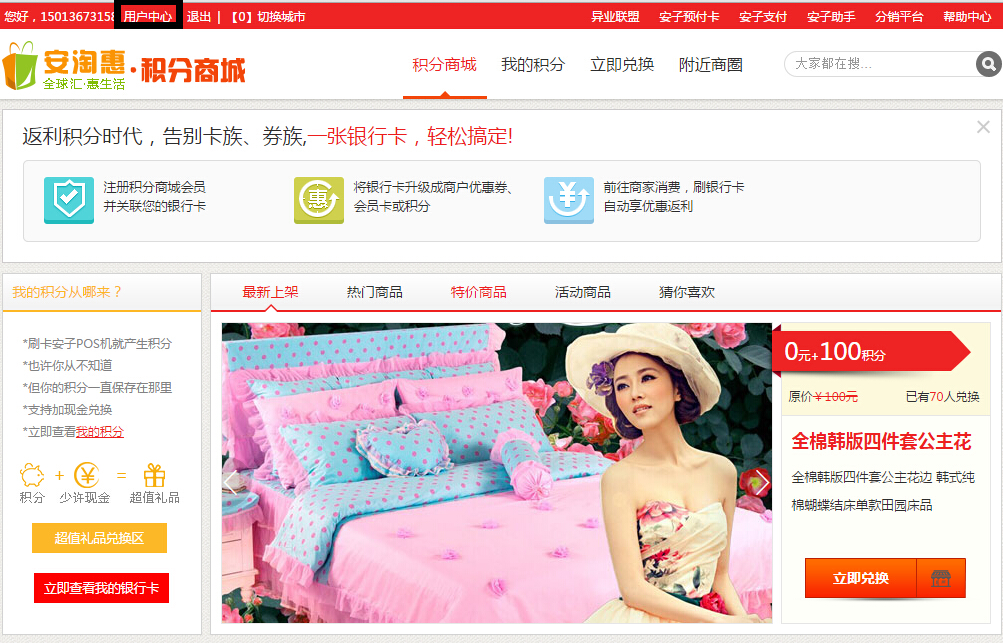 您好，15013673158 用户中心 退出 | 【0】切换城市
异业联盟 安子预付卡 安子支付 安子助手 分销平台 帮助中心
安淘惠·积分商城
全球汇·惠生活
积分商城 我的积分 立即兑换 附近商圈
大家都在搜...
返利积分时代，告别卡族、券族,一张银行卡，轻松搞定!
注册积分商城会员
并关联您的银行卡
惠
将银行卡升级成商户优惠券、
会员卡或积分
前往商家消费，刷银行卡
自动享优惠返利
我的积分从哪来？
*刷卡安子POS机就产生积分
*也许你从不知道
*但你的积分一直保存在那里
*支持加现金兑换
*立即查看我的积分
+ ¥ =
积分 少许现金 超值礼品
超值礼品兑换区
立即查看我的银行卡
最新上架 热门商品 特价商品 活动商品 猜你喜欢
0元+100积分
原价￥100元 已有70人兑换
全棉韩版四件套公主花
全棉韩版四件套公主花边 韩式纯
棉蝴蝶结床单款田园床品
立即兑换